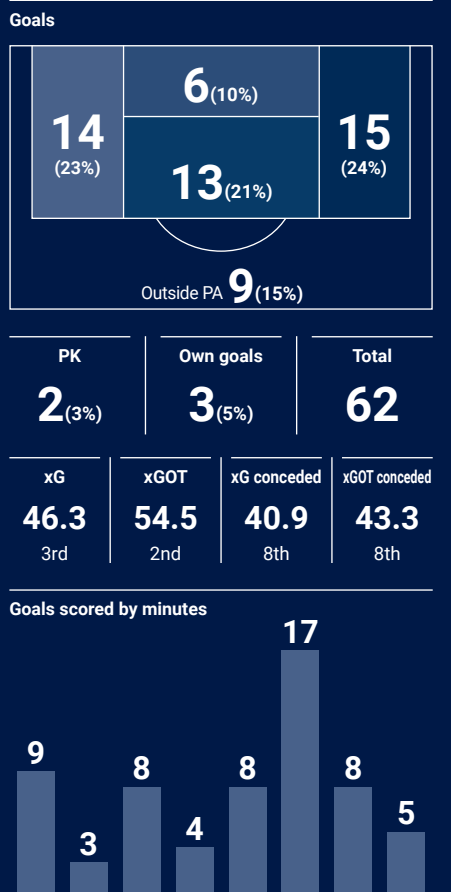 Goals
6(10%)
14
15
(23%)
(24%)
13(21%)
Outside PA 9(15%)
PK
Own goals
Total
2(3%)
3(5%)
62
xG
xGOT
xG conceded
xGOT conceded
46.3
54.5
40.9
43.3
3rd
2nd
8th
8th
Goals scored by minutes
9
3
8
4
8
17
8
5